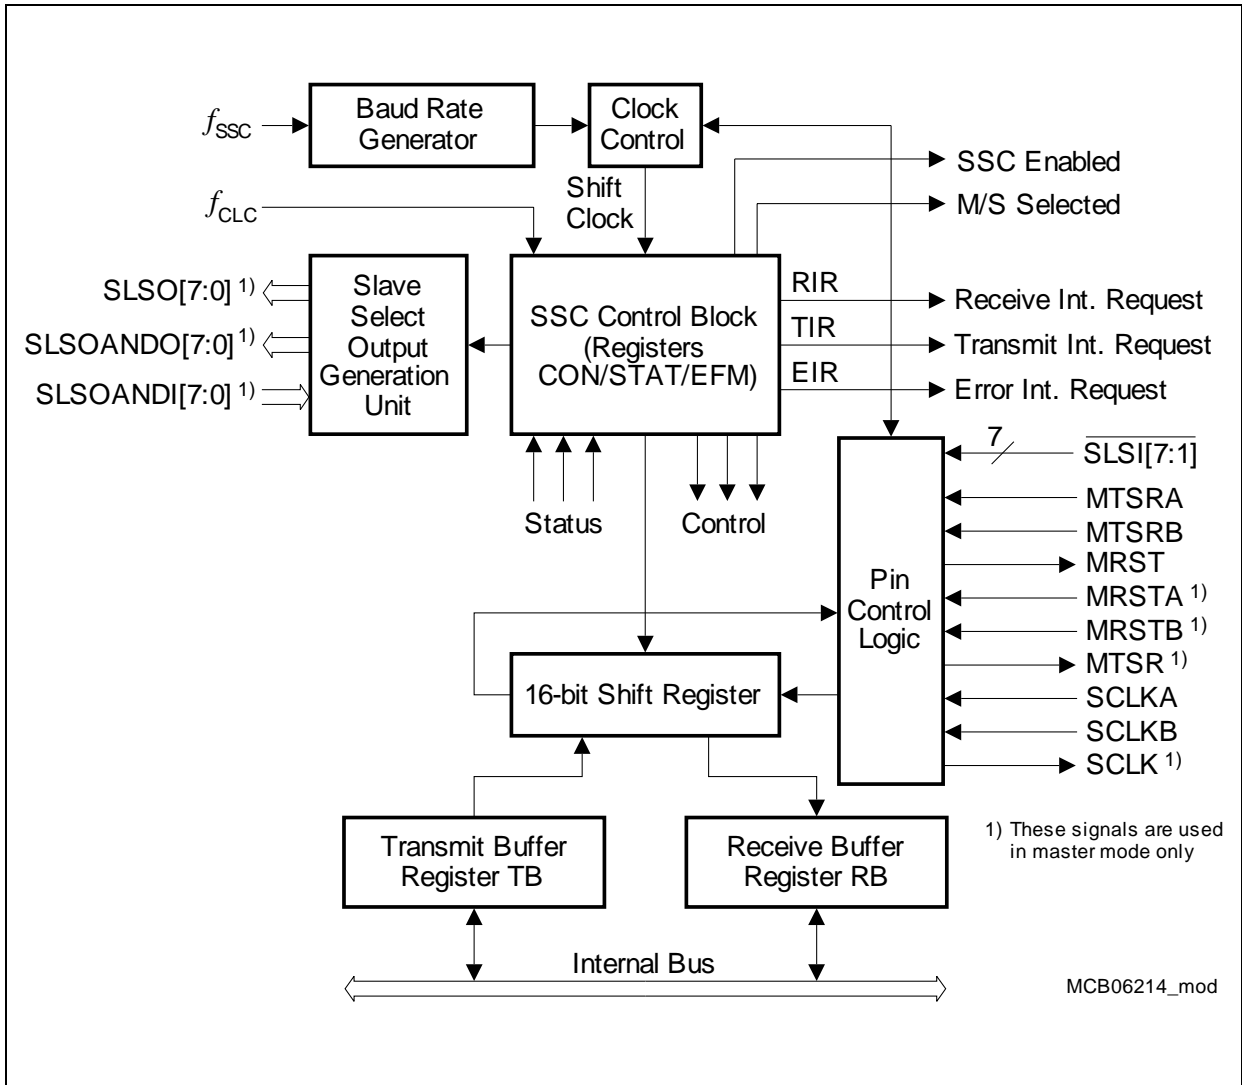 Baud Rate
Generator
Clock
Control
fSSC
SSC Enabled
Shift
Clock
fCLC
M/S Selected
SLSO[7:0] 1)
SLSOANDO[7:0] 1)
SLSOANDI[7:0] 1)
Slave
Select
Output
Generation
Unit
SSC Control Block
(Registers
CON/STAT/EFM)
RIR
Receive Int. Request
TIR
Transmit Int. Request
EIR
Error Int. Request
7
SLSI[7:1]
Status
Control
MTSRA
MTSRB
MRST
MRSTA 1)
MRSTB 1)
MTSR 1)
SCLKA
SCLKB
SCLK 1)
Pin
Control
Logic
16-bit Shift Register
Transmit Buffer
Register TB
Receive Buffer
Register RB
1) These signals are used
in master mode only
Internal Bus
MCB06214_mod